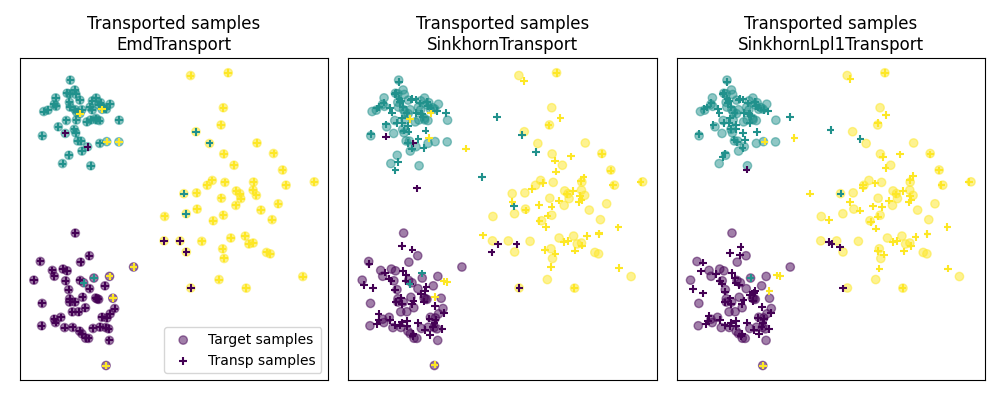 Transported samples
EmdTransport
Transported samples
SinkhornTransport
Transported samples
SinkhornLpl1Transport
Target samples
Transp samples